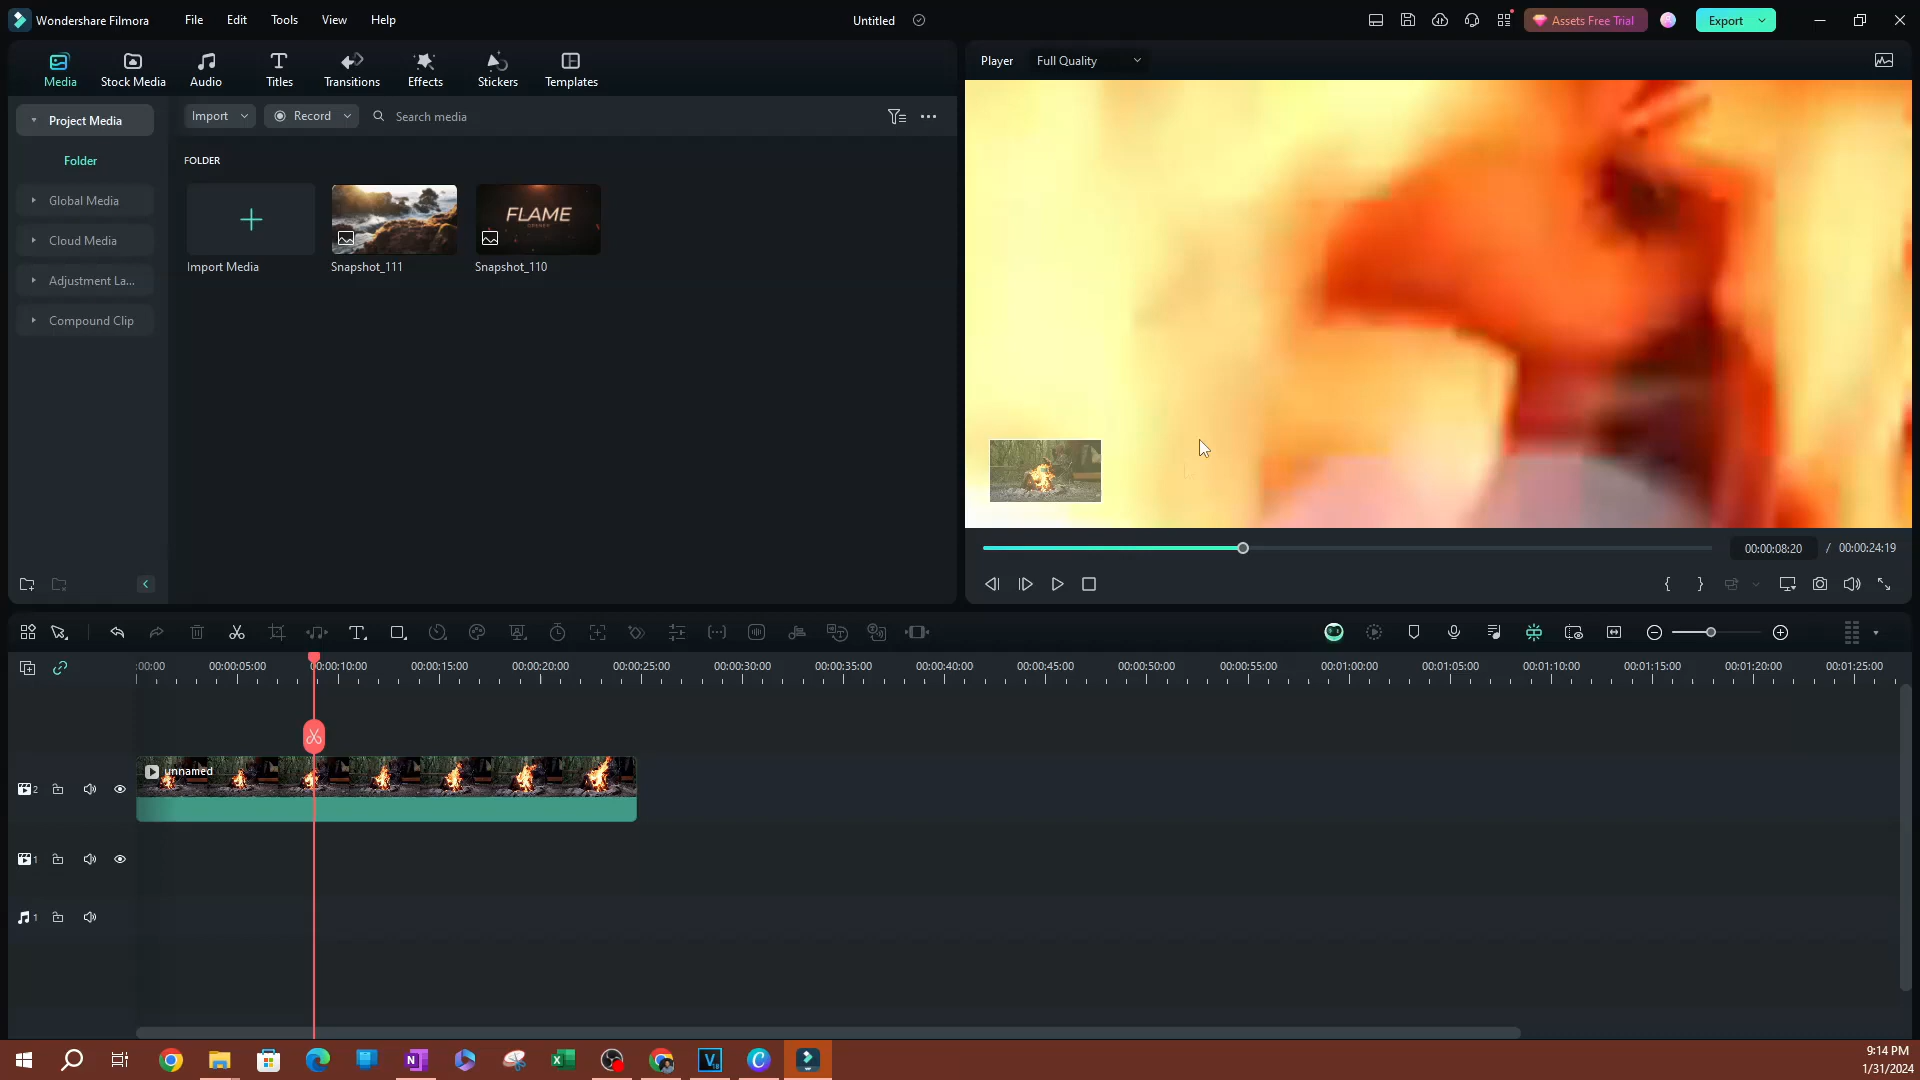 Wondershare Filmora
File
Edit
Tools
View
Help
Untitled
Assets Free Trial
Export
Media
Stock Media
Audio
Titles
Transitions
Effects
Stickers
Templates
Player
Full Quality
Project Media
Folder
Global Media
Cloud Media
Adjustment La...
Compound Clip
Import
Record
Search media
FOLDER
FLAME
OPENER
Import Media
Snapshot_111
Snapshot_110
00:00:08:20 / 00:00:24:19
:00:00
00:00:05:00
00:00:10:00
00:00:15:00
00:00:20:00
00:00:25:00
00:00:30:00
00:00:35:00
00:00:40:00
00:00:45:00
00:00:50:00
00:00:55:00
00:01:00:00
00:01:05:00
00:01:10:00
00:01:15:00
00:01:20:00
00:01:25:00
unnamed
2
1
1
9:14 PM
1/31/2024